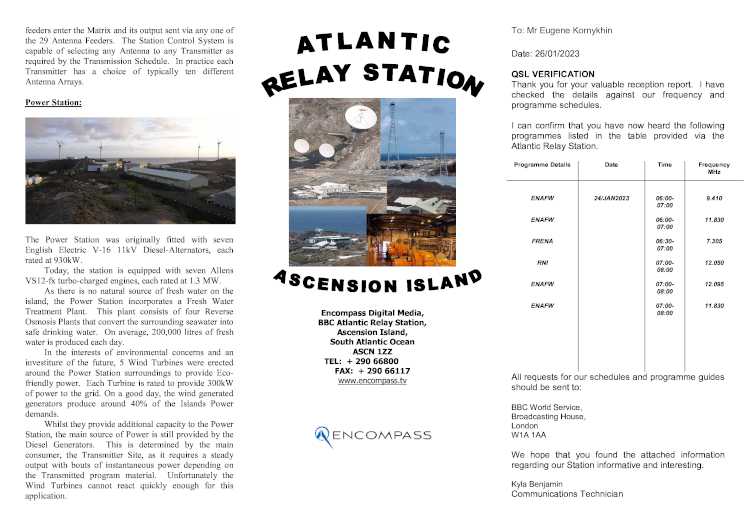 feeders enter the Matrix and its output sent via any one of
the 29 Antenna Feeders. The Station Control System is
capable of selecting any Antenna to any Transmitter as
required by the Transmission Schedule. In practice each
Transmitter has a choice of typically ten different
Antenna Arrays.
Power Station:
The Power Station was originally fitted with seven
English Electric V-16 11kV Diesel-Alternators, each
rated at 930kW.
Today, the station is equipped with seven Allens
VS12-fx turbo-charged engines, each rated at 1.3 MW.
As there is no natural source of fresh water on the
island, the Power Station incorporates a Fresh Water
Treatment Plant. This plant consists of four Reverse
Osmosis Plants that convert the surrounding seawater into
safe drinking water. On average, 200,000 litres of fresh
water is produced each day.
In the interests of environmental concerns and an
investiture of the future, 5 Wind Turbines were erected
around the Power Station surroundings to provide Eco-
friendly power. Each Turbine is rated to provide 300kW
of power to the grid. On a good day, the wind generated
generators produce around 40% of the Islands Power
demands.
Whilst they provide additional capacity to the Power
Station, the main source of Power is still provided by the
Diesel Generators. This is determined by the main
consumer, the Transmitter Site, as it requires a steady
output with bouts of instantaneous power depending on
the Transmitted program material. Unfortunately the
Wind Turbines cannot react quickly enough for this
application.
ATLANTIC
RELAY STATION
ASCENSION ISLAND
Encompass Digital Media,
BBC Atlantic Relay Station,
Ascension Island,
South Atlantic Ocean
ASCN 1ZZ
TEL: + 290 66800
FAX: + 290 66117
www.encompass.tv
ENCOMPASS
To: Mr Eugene Kornykhin
Date: 26/01/2023
QSL VERIFICATION
Thank you for your valuable reception report. I have
checked the details against our frequency and
programme schedules.
I can confirm that you have now heard the following
programmes listed in the table provided via the
Atlantic Relay Station.
Programme Details Date Time Frequency
MHz
ENAFW 24/JAN2023 06:00- 9.410
07:00
ENAFW 06:00- 11.830
07:00
FRENA 06:30- 7.305
07:00
RNI 07:00- 12.050
08:00
ENAFW 07:00- 12.095
08:00
ENAFW 07:00- 11.830
08:00
All requests for our schedules and programme guides
should be sent to:
BBC World Service,
Broadcasting House,
London
W1A 1AA
We hope that you found the attached information
regarding our Station informative and interesting.
Kyla Benjamin
Communications Technician